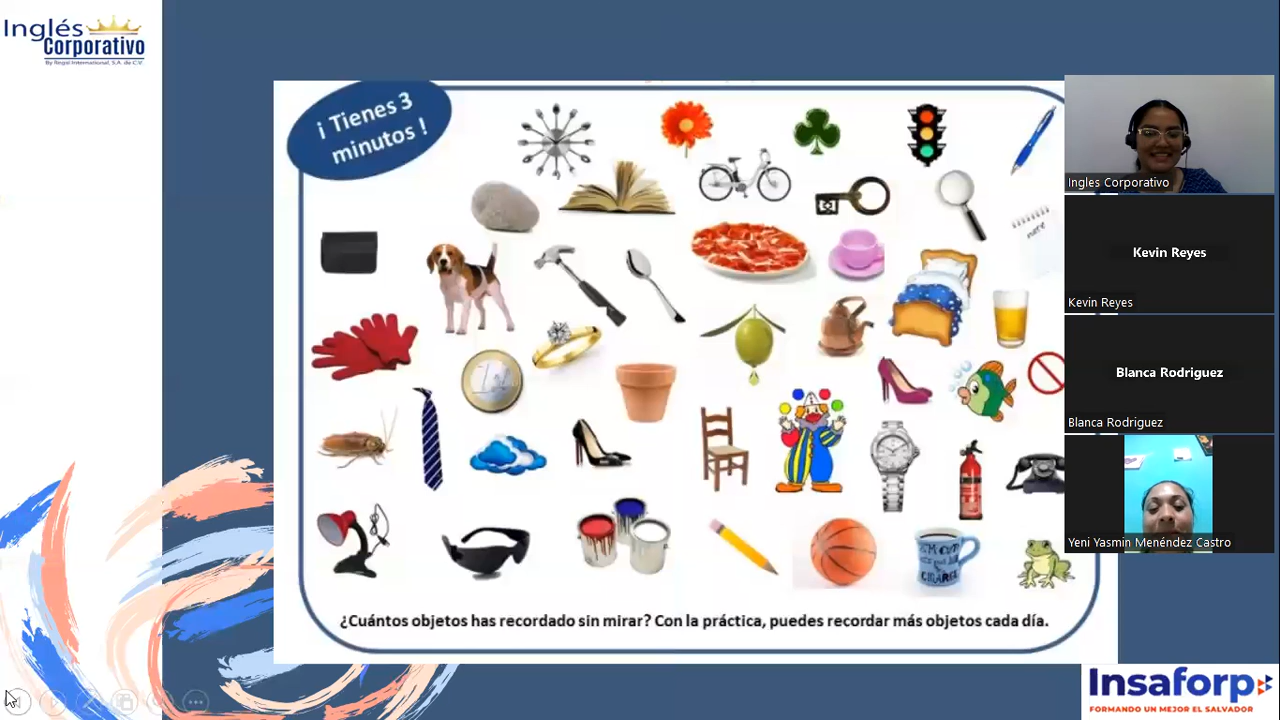 Inglés
Corporativo
By Regal International, S.A. de C.V.
¡ Tienes 3
minutos !
¿Cuántos objetos has recordado sin mirar? Con la práctica, puedes recordar más objetos cada día.
Ingles Corporativo
Kevin Reyes
Kevin Reyes
Blanca Rodriguez
Blanca Rodriguez
Yeni Yasmin Menéndez Castro
Insaforp
FORMANDO UN MEJOR EL SALVADOR